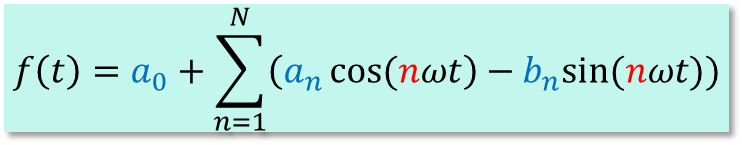 f(t) = a₀ + ∑ₙ₌₁ᴺ (aₙ cos(nωt) − bₙ sin(nωt))